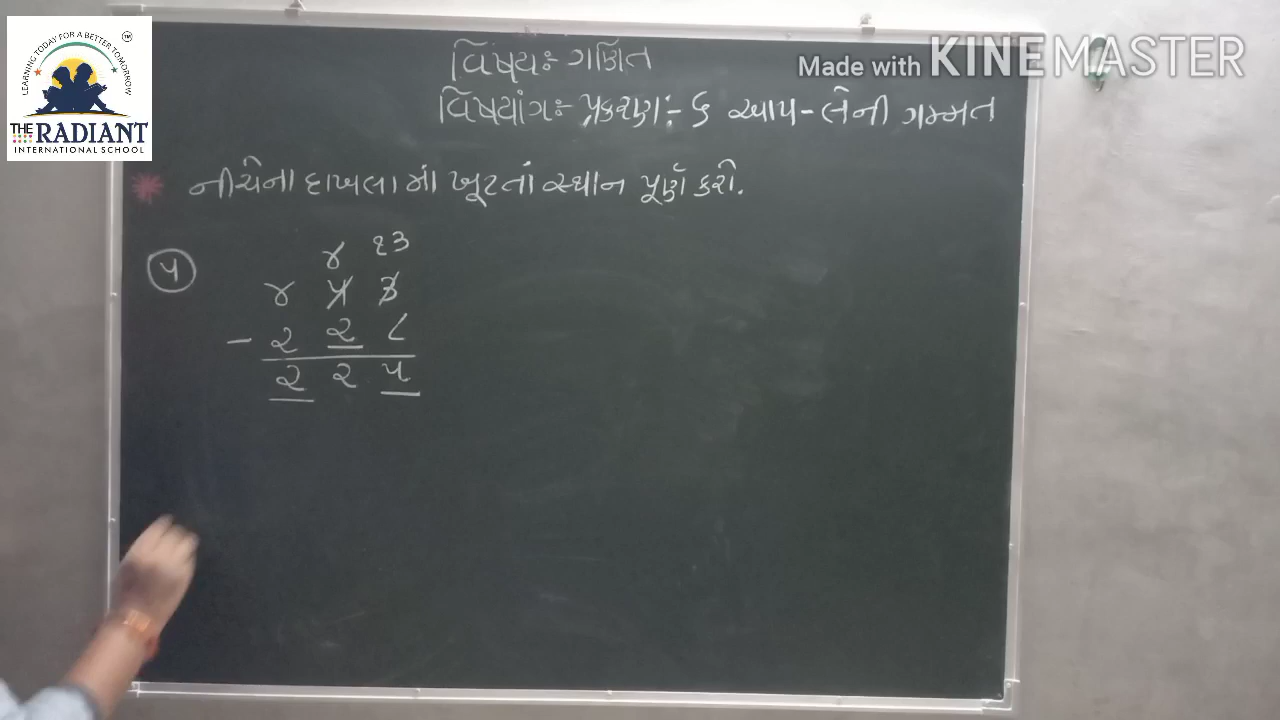 LEARNING TODAY FOR A BETTER TOMORROW
TM
THE RADIANT
INTERNATIONAL SCHOOL
Made with KINEMASTER
વિષયઃ ગણિત
વિષયાંગઃ- પ્રકરણઃ- ૬ આપ-લેની ગમ્મત
નીચેના દાખલા માં ખૂટતાં સ્થાન પૂર્ણ કરો.
૫
૪ ૧૩
૪ ૫ ૩
- ૨ ૨ ૮
૨ ૨ ૫